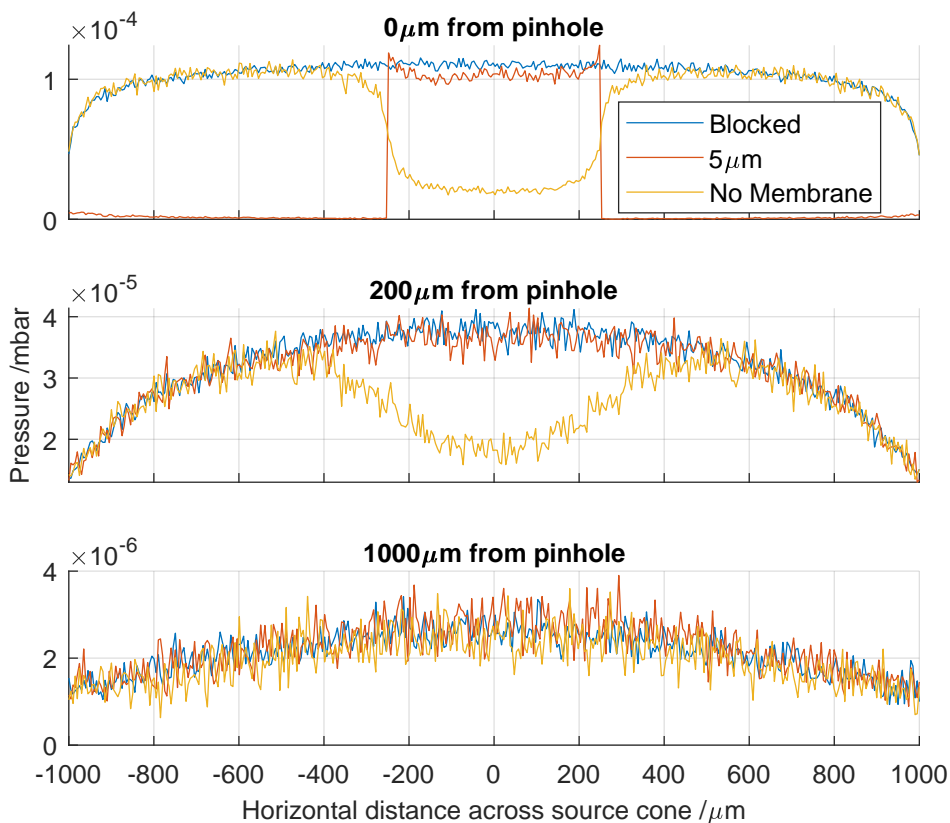 ×10⁻⁴
0μm from pinhole
1
0
Blocked
5μm
No Membrane
×10⁻⁵
200μm from pinhole
4
3
2
Pressure /mbar
×10⁻⁶
1000μm from pinhole
4
2
0
-1000 -800 -600 -400 -200 0 200 400 600 800 1000
Horizontal distance across source cone /μm